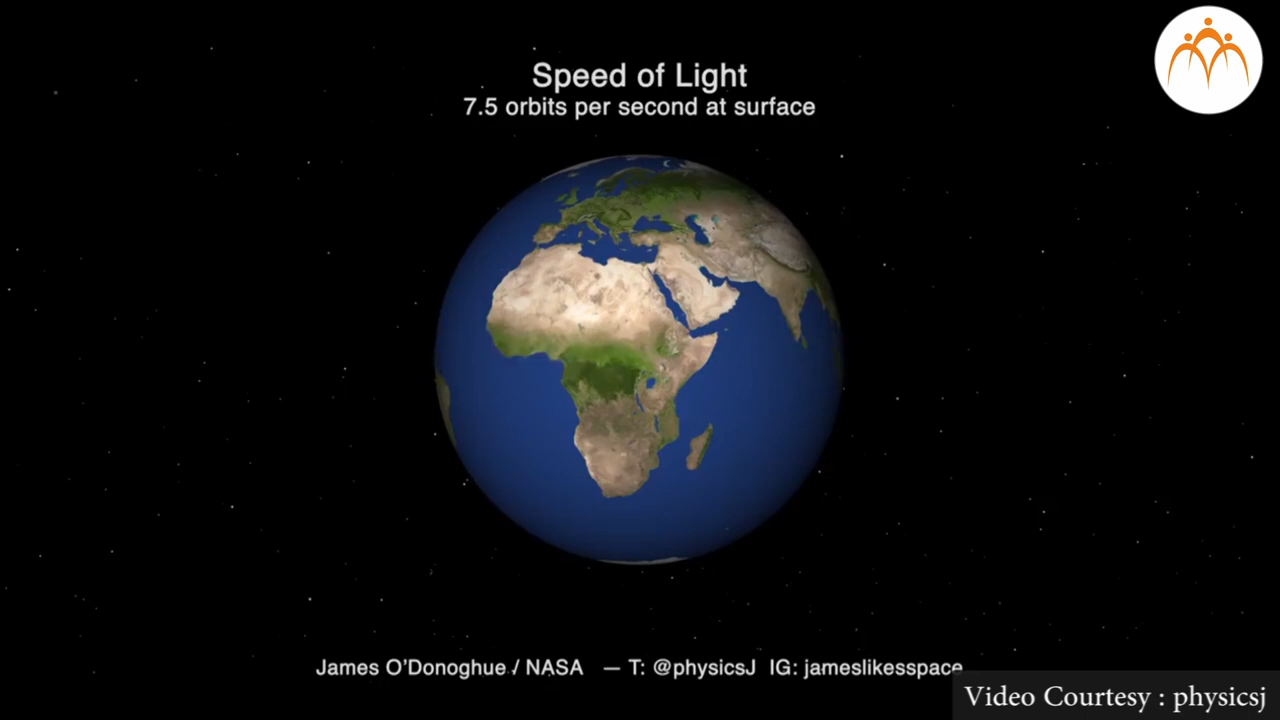 Speed of Light
7.5 orbits per second at surface
James O'Donoghue / NASA — T: @physicsJ IG: jameslikesspace
Video Courtesy : physicsj